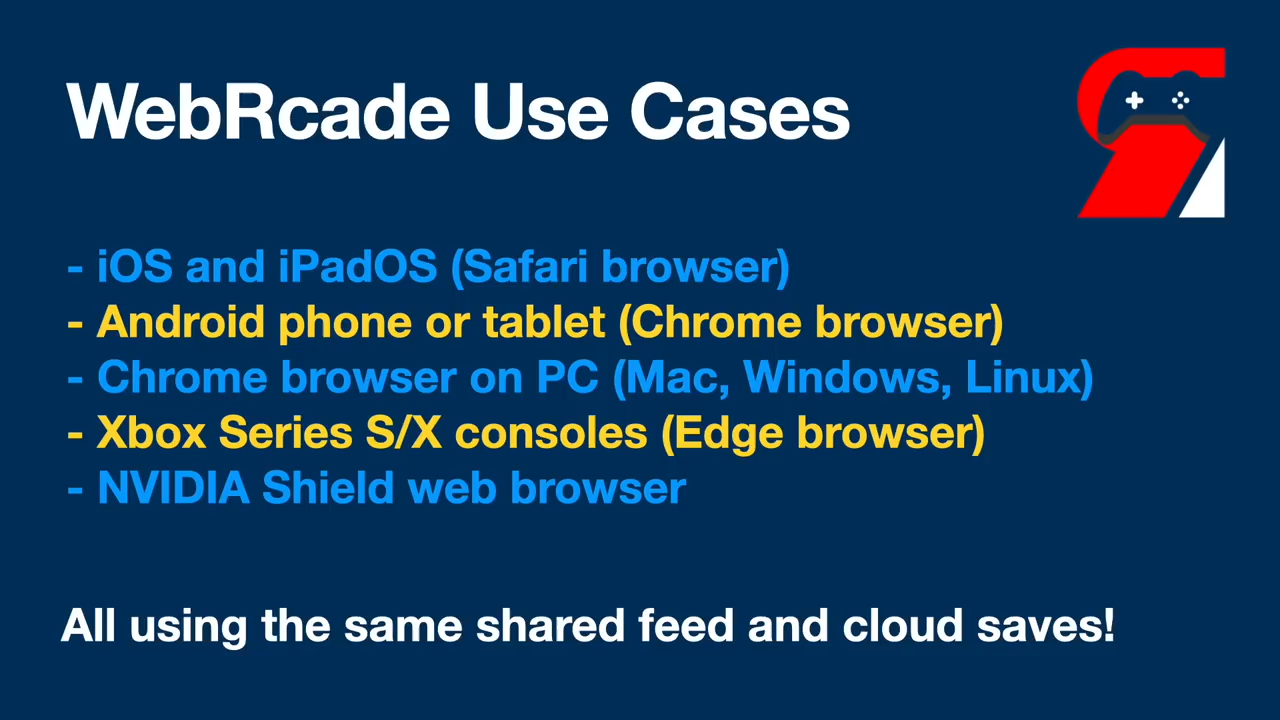 WebRcade Use Cases
- iOS and iPadOS (Safari browser)
- Android phone or tablet (Chrome browser)
- Chrome browser on PC (Mac, Windows, Linux)
- Xbox Series S/X consoles (Edge browser)
- NVIDIA Shield web browser
All using the same shared feed and cloud saves!